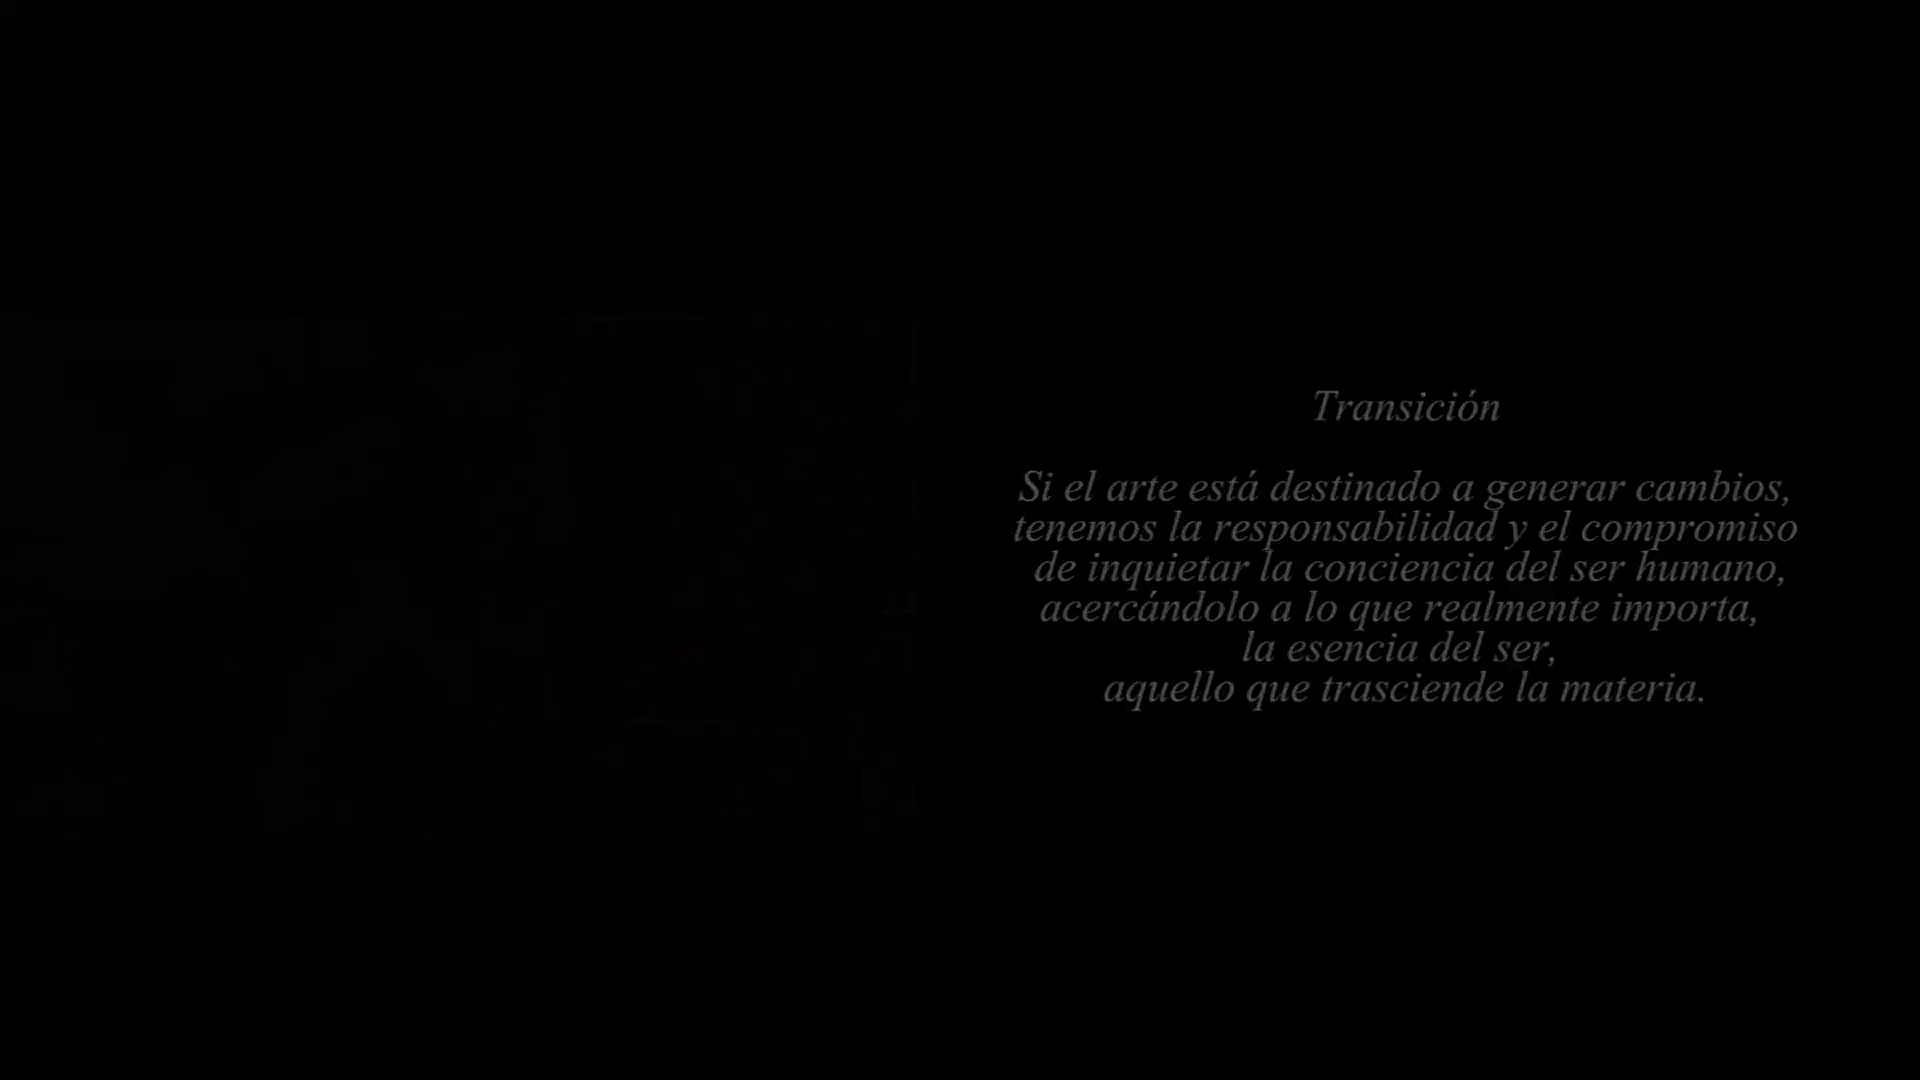 Transición
Si el arte está destinado a generar cambios,
tenemos la responsabilidad y el compromiso
de inquietar la conciencia del ser humano,
acercándolo a lo que realmente importa,
la esencia del ser,
aquello que trasciende la materia.